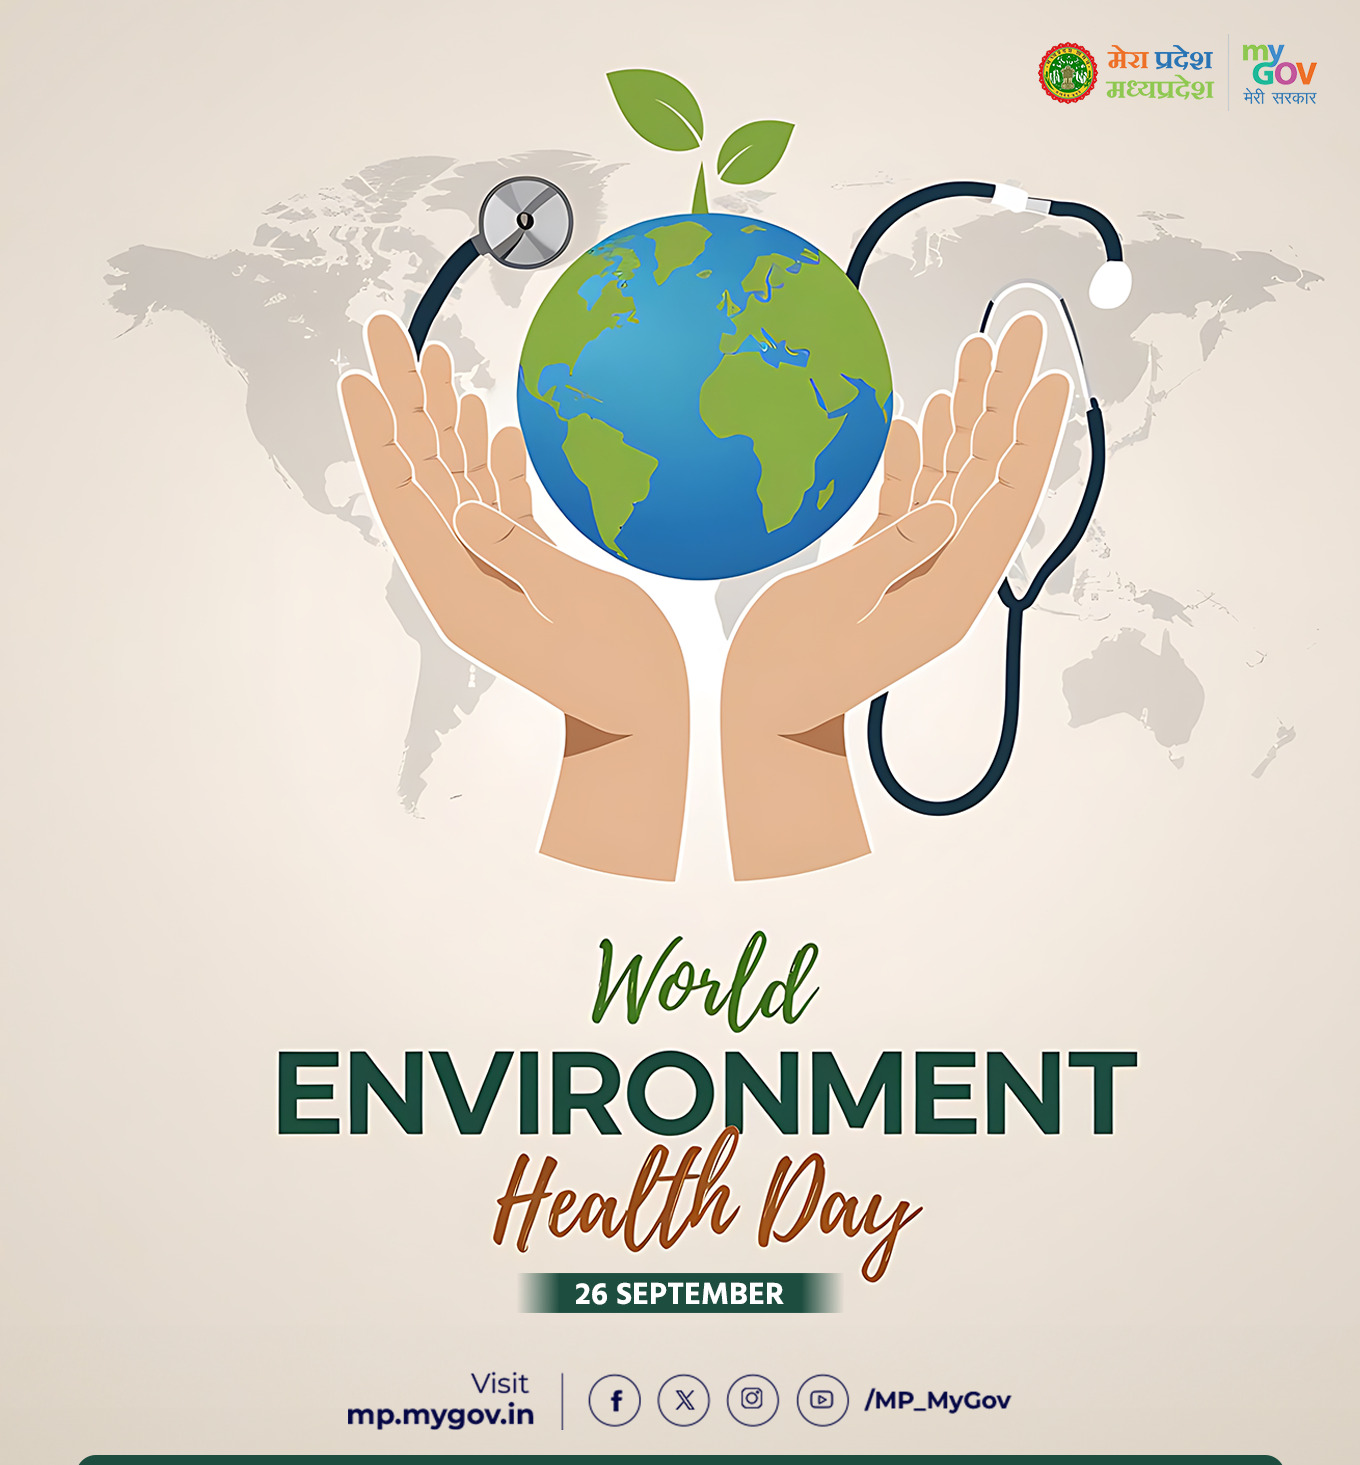 मेरा प्रदेश
मध्यप्रदेश
my
GOV
मेरी सरकार
World
ENVIRONMENT
Health Day
26 SEPTEMBER
Visit
mp.mygov.in
/MP_MyGov